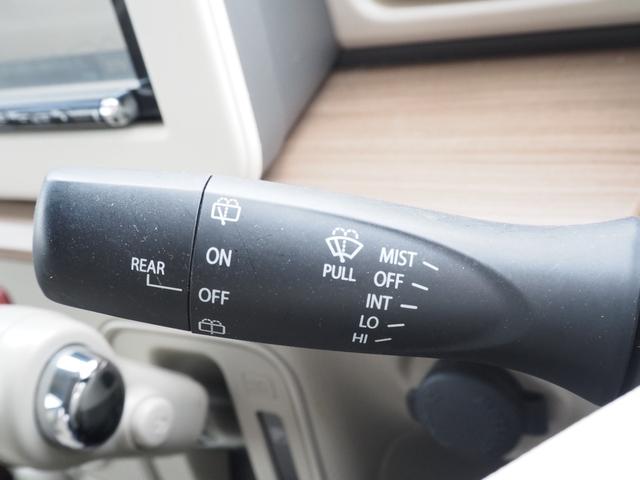 REAR
ON
OFF
PULL
MIST
OFF
INT
LO
HI